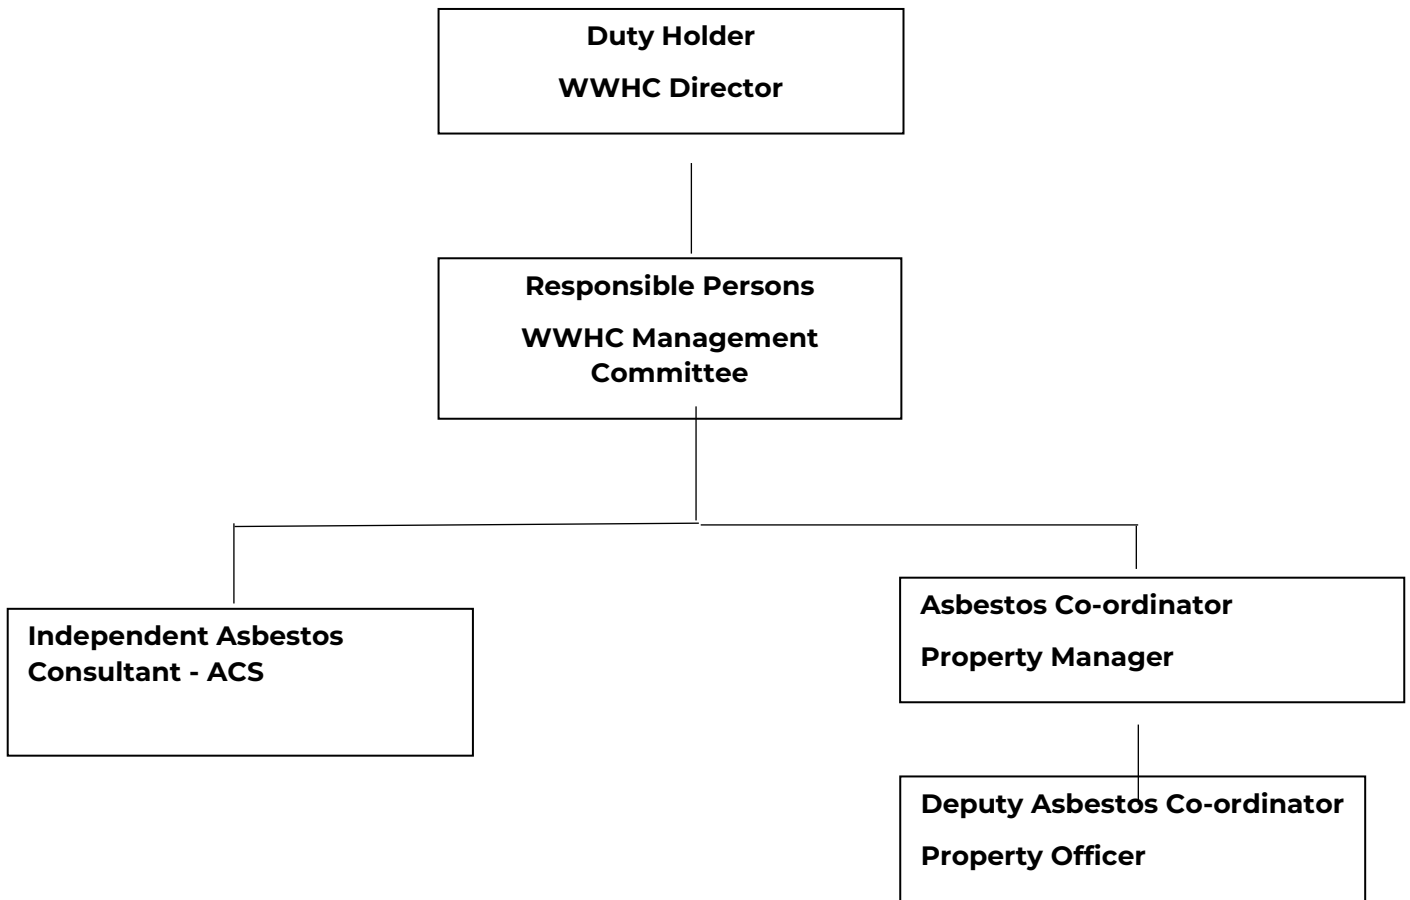 Duty Holder
WWHC Director
Responsible Persons
WWHC Management
Committee
Independent Asbestos
Consultant - ACS
Asbestos Co-ordinator
Property Manager
Deputy Asbestos Co-ordinator
Property Officer